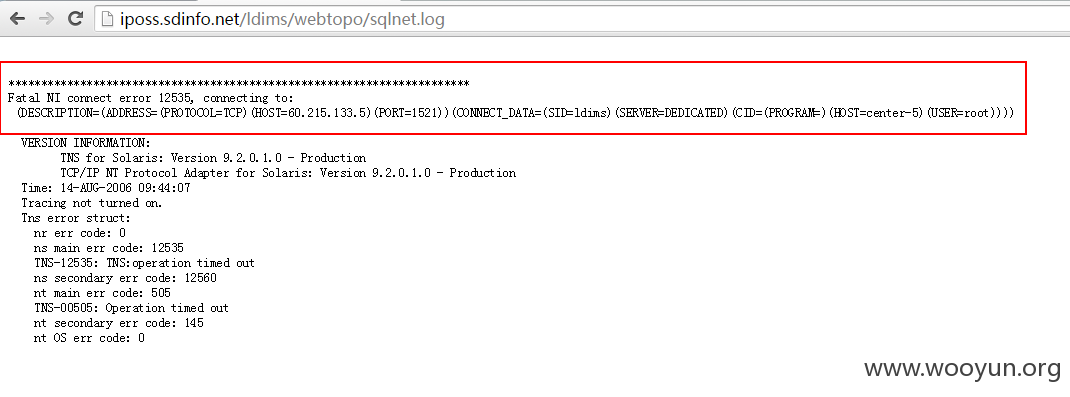 iposs.sdinfo.net/ldims/webtopo/sqlnet.log
***********************************************************************
Fatal NI connect error 12535, connecting to:
(DESCRIPTION=(ADDRESS=(PROTOCOL=TCP)(HOST=60.215.133.5)(PORT=1521))(CONNECT_DATA=(SID=ldims)(SERVER=DEDICATED)(CID=(PROGRAM=)(HOST=center-5)(USER=root))))
VERSION INFORMATION:
TNS for Solaris: Version 9.2.0.1.0 - Production
TCP/IP NT Protocol Adapter for Solaris: Version 9.2.0.1.0 - Production
Time: 14-AUG-2006 09:44:07
Tracing not turned on.
Tns error struct:
nr err code: 0
ns main err code: 12535
TNS-12535: TNS:operation timed out
ns secondary err code: 12560
nt main err code: 505
TNS-00505: Operation timed out
nt secondary err code: 145
nt OS err code: 0
www.wooyun.org